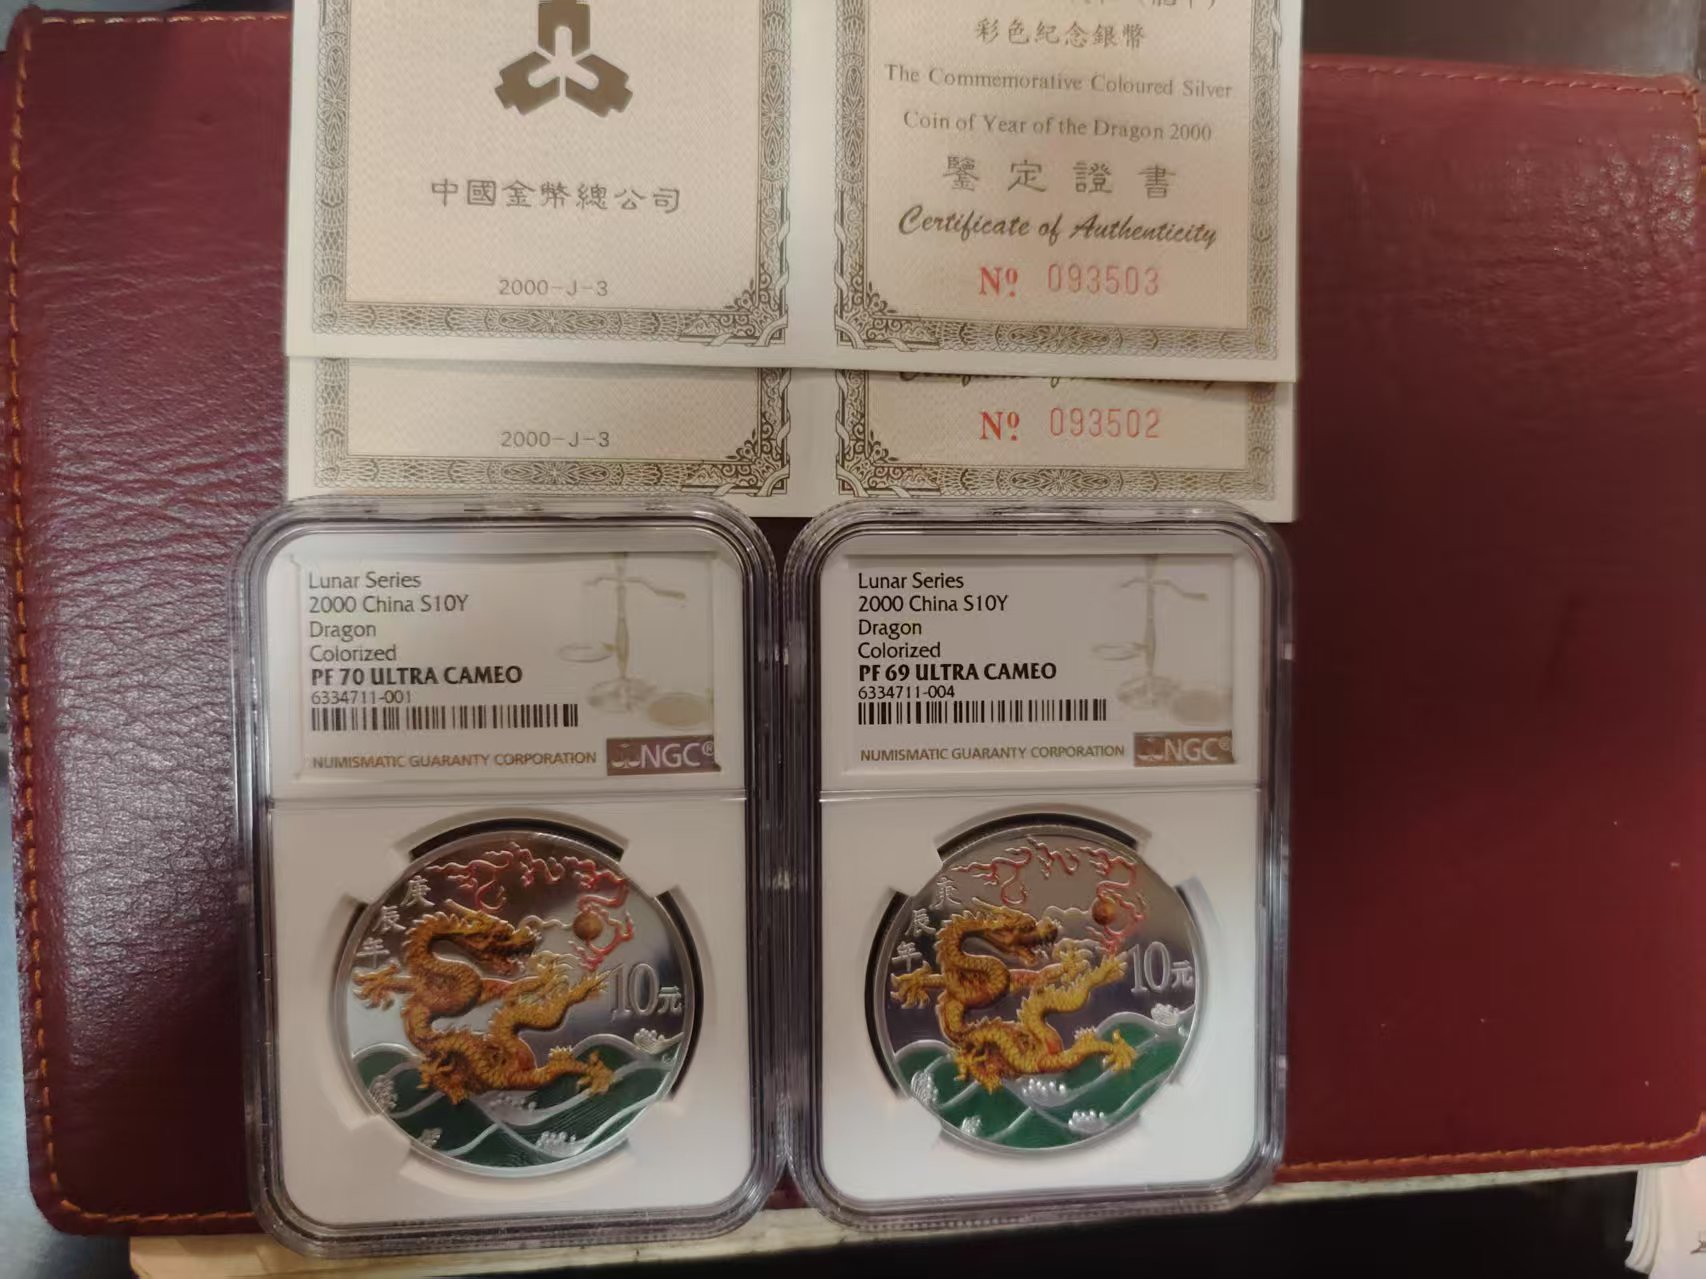 中國金幣總公司
2000-J-3
彩色紀念銀幣
The Commemorative Coloured Silver
Coin of Year of the Dragon 2000
鑒定證書
Certificate of Authenticity
Nº 093503
2000-J-3
Nº 093502
Lunar Series
2000 China S10Y
Dragon
Colorized
PF 70 ULTRA CAMEO
6334711-001
NUMISMATIC GUARANTY CORPORATION
NGC®
庚辰年
10元
Lunar Series
2000 China S10Y
Dragon
Colorized
PF 69 ULTRA CAMEO
6334711-004
NUMISMATIC GUARANTY CORPORATION
NGC®
庚辰年
10元